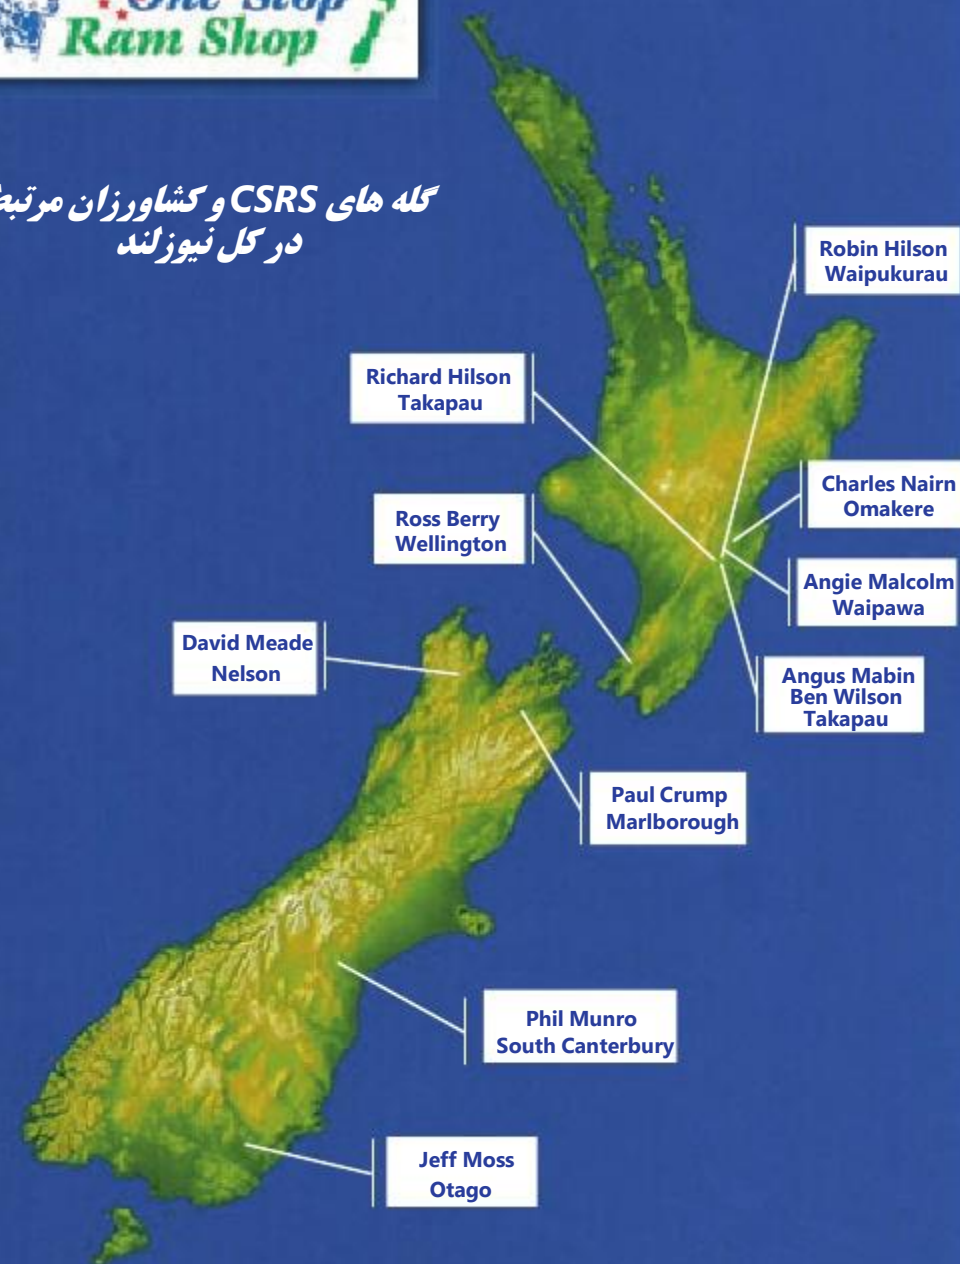 One Stop
Ram Shop
گله های CSRS و کشاورزان مرتبط
در کل نیوزلند
Robin Hilson
Waipukurau
Richard Hilson
Takapau
Charles Nairn
Omakere
Ross Berry
Wellington
Angie Malcolm
Waipawa
David Meade
Nelson
Angus Mabin
Ben Wilson
Takapau
Paul Crump
Marlborough
Phil Munro
South Canterbury
Jeff Moss
Otago